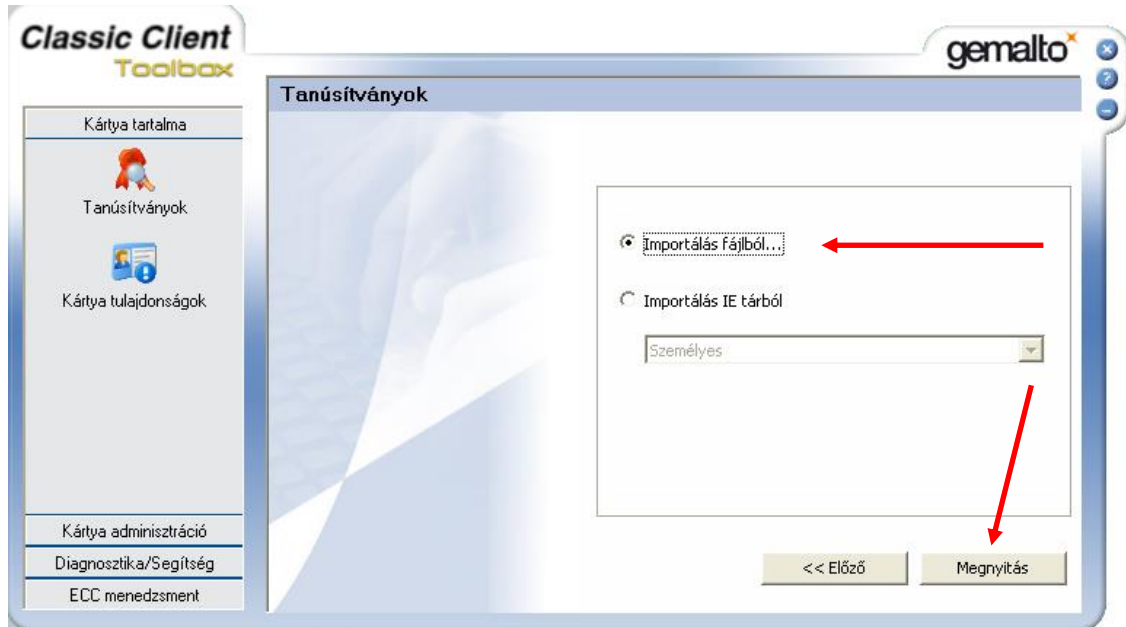 Classic Client
Toolbox
gemalto
Tanúsítványok
Kártya tartalma
Tanúsítványok
Kártya tulajdonságok
Kártya adminisztráció
Diagnosztika/Segítség
ECC menedzsment
Importálás fájlból...
Importálás IE tárból
Személyes
<< Előző
Megnyitás